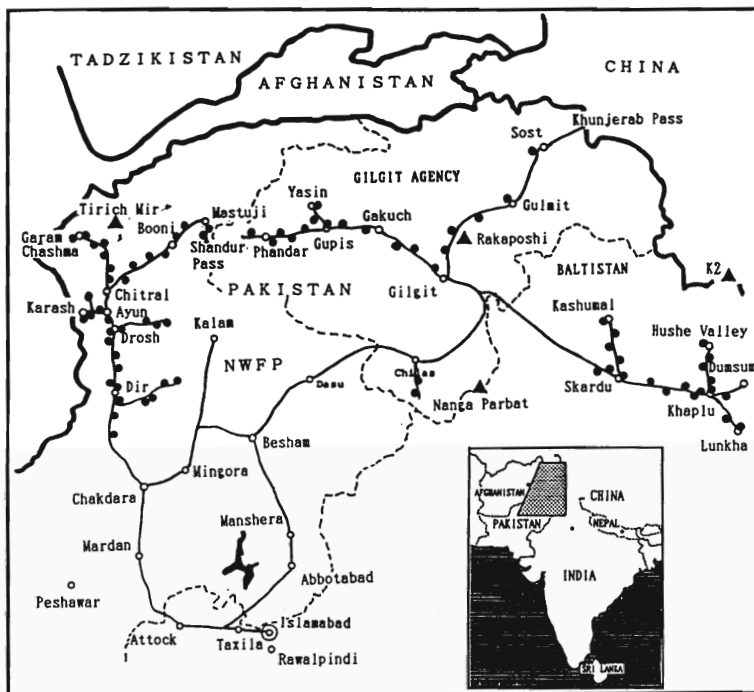 TADZIKISTAN
AFGHANISTAN
CHINA
Khunjerab Pass
Sost
GILGIT AGENCY
Yasin
Gulmit
Tirich Mir
Mastuji
Gakuch
Booni
Garam
Chashma
Shandur
Pass
Phandar
Gupis
Rakaposhi
BALTISTAN
K2
Gilgit
PAKISTAN
Chitral
Kashumal
Karash
Ayun
Kalam
Hushe Valley
Drosh
NWFP
Chilas
Dumsum
Dir
Dasu
Nanga Parbat
Skardu
Khaplu
Besham
Lunkha
Mingora
Chakdara
Manshera
AFGHANISTAN
CHINA
PAKISTAN
NEPAL
Mardan
Abbotabad
INDIA
Peshawar
Islamabad
Attock
Taxila
Rawalpindi
SRI LANKA